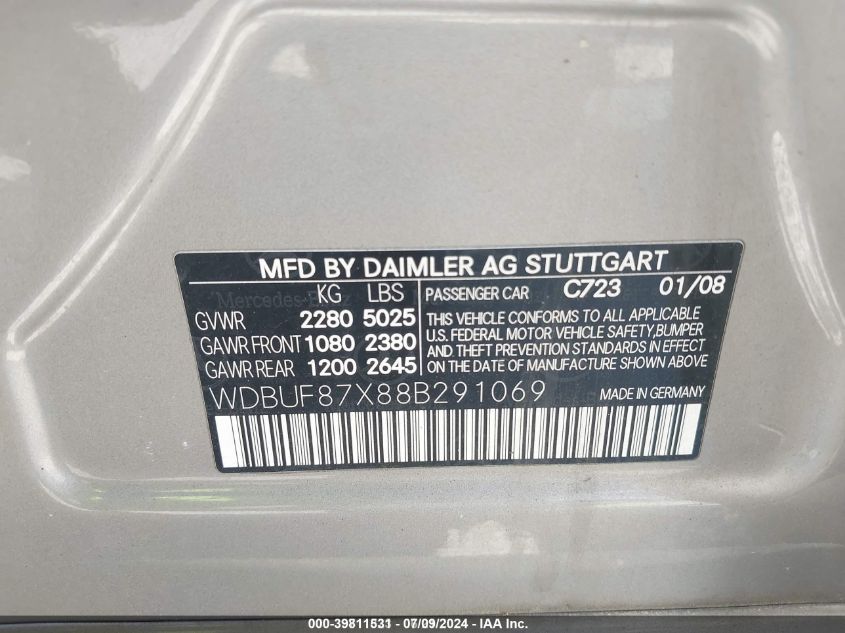 MFD BY DAIMLER AG STUTTGART
Mercedes-Benz
KG LBS
GVWR 2280 5025
GAWR FRONT 1080 2380
GAWR REAR 1200 2645
PASSENGER CAR C723 01/08
THIS VEHICLE CONFORMS TO ALL APPLICABLE
U.S. FEDERAL MOTOR VEHICLE SAFETY, BUMPER
AND THEFT PREVENTION STANDARDS IN EFFECT
ON THE DATE OF MANUFACTURE SHOWN ABOVE
WDBUF87X88B291069 MADE IN GERMANY
000-39811531 - 07/09/2024 - IAA Inc.